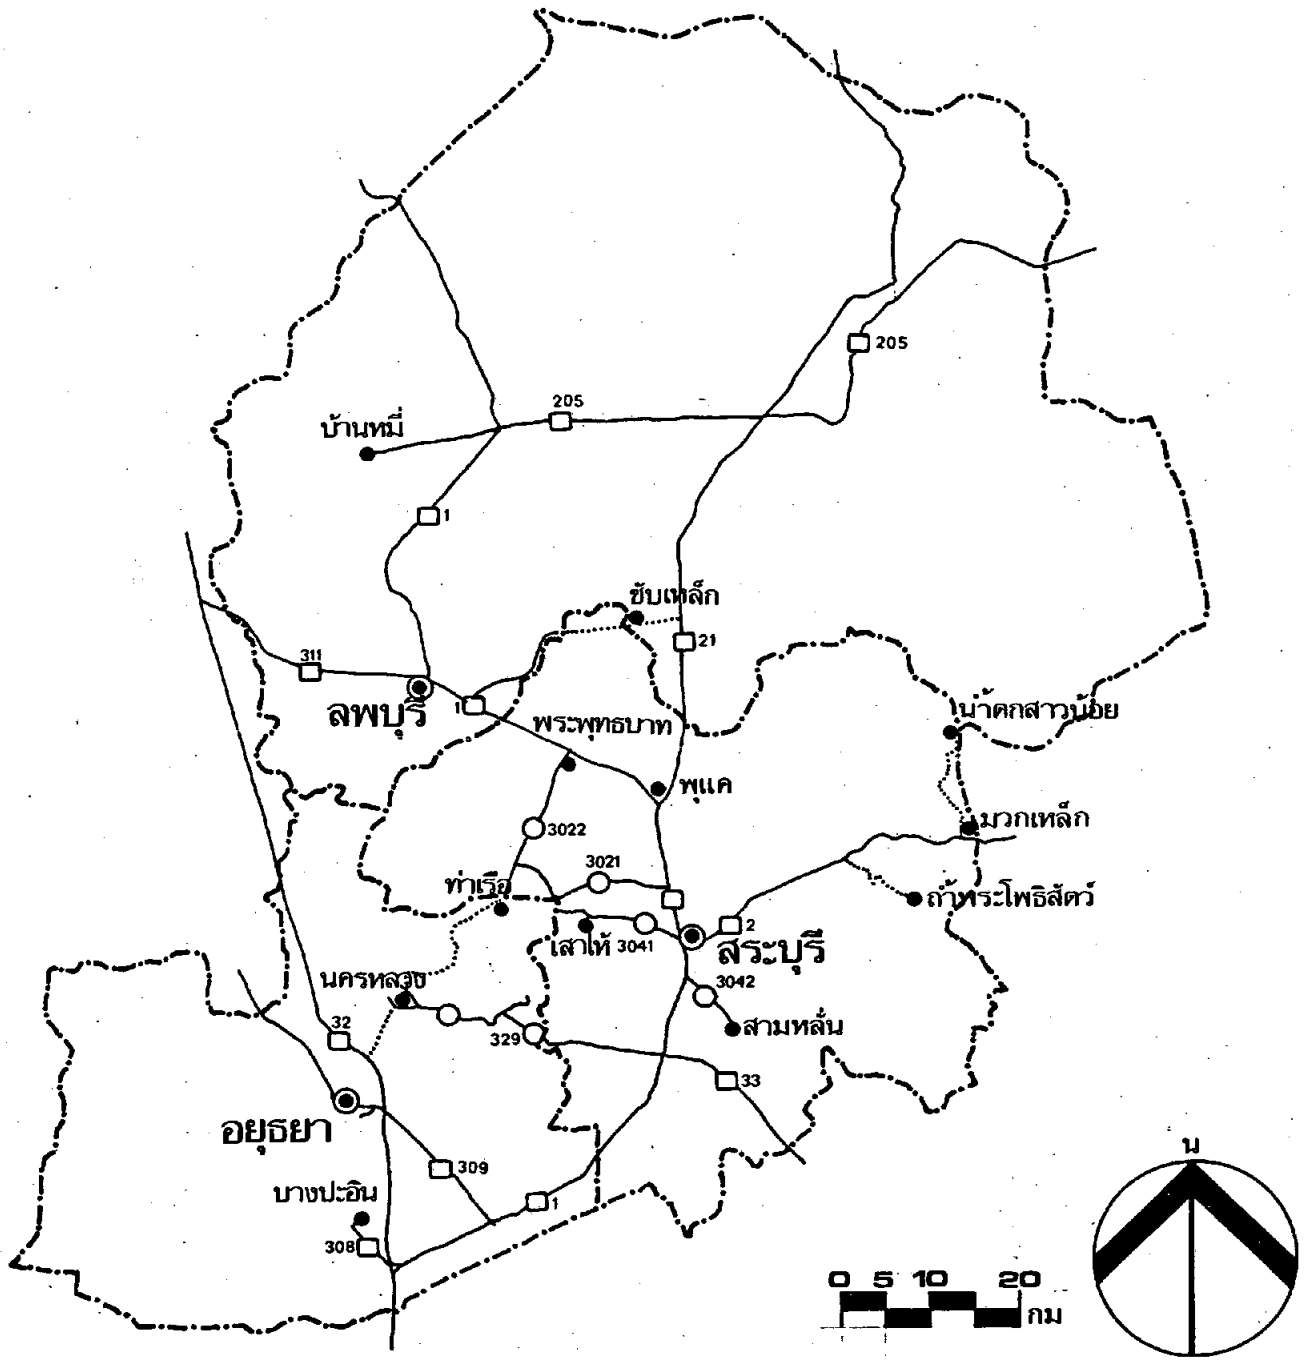 205
205
บ้านหมี่
1
ซับเหล็ก
21
311
ลพบุรี
1
พระพุทธบาท
น้ำตกสาวน้อย
พุแค
มวกเหล็ก
3022
3021
ท่าเรือ
ถ้ำพระโพธิสัตว์
2
เสาไห้ 3041
สระบุรี
นครหลวง
3042
สามหลั่น
32
329
33
อยุธยา
309
บางปะอิน
1
308
น
0 5 10 20
กม